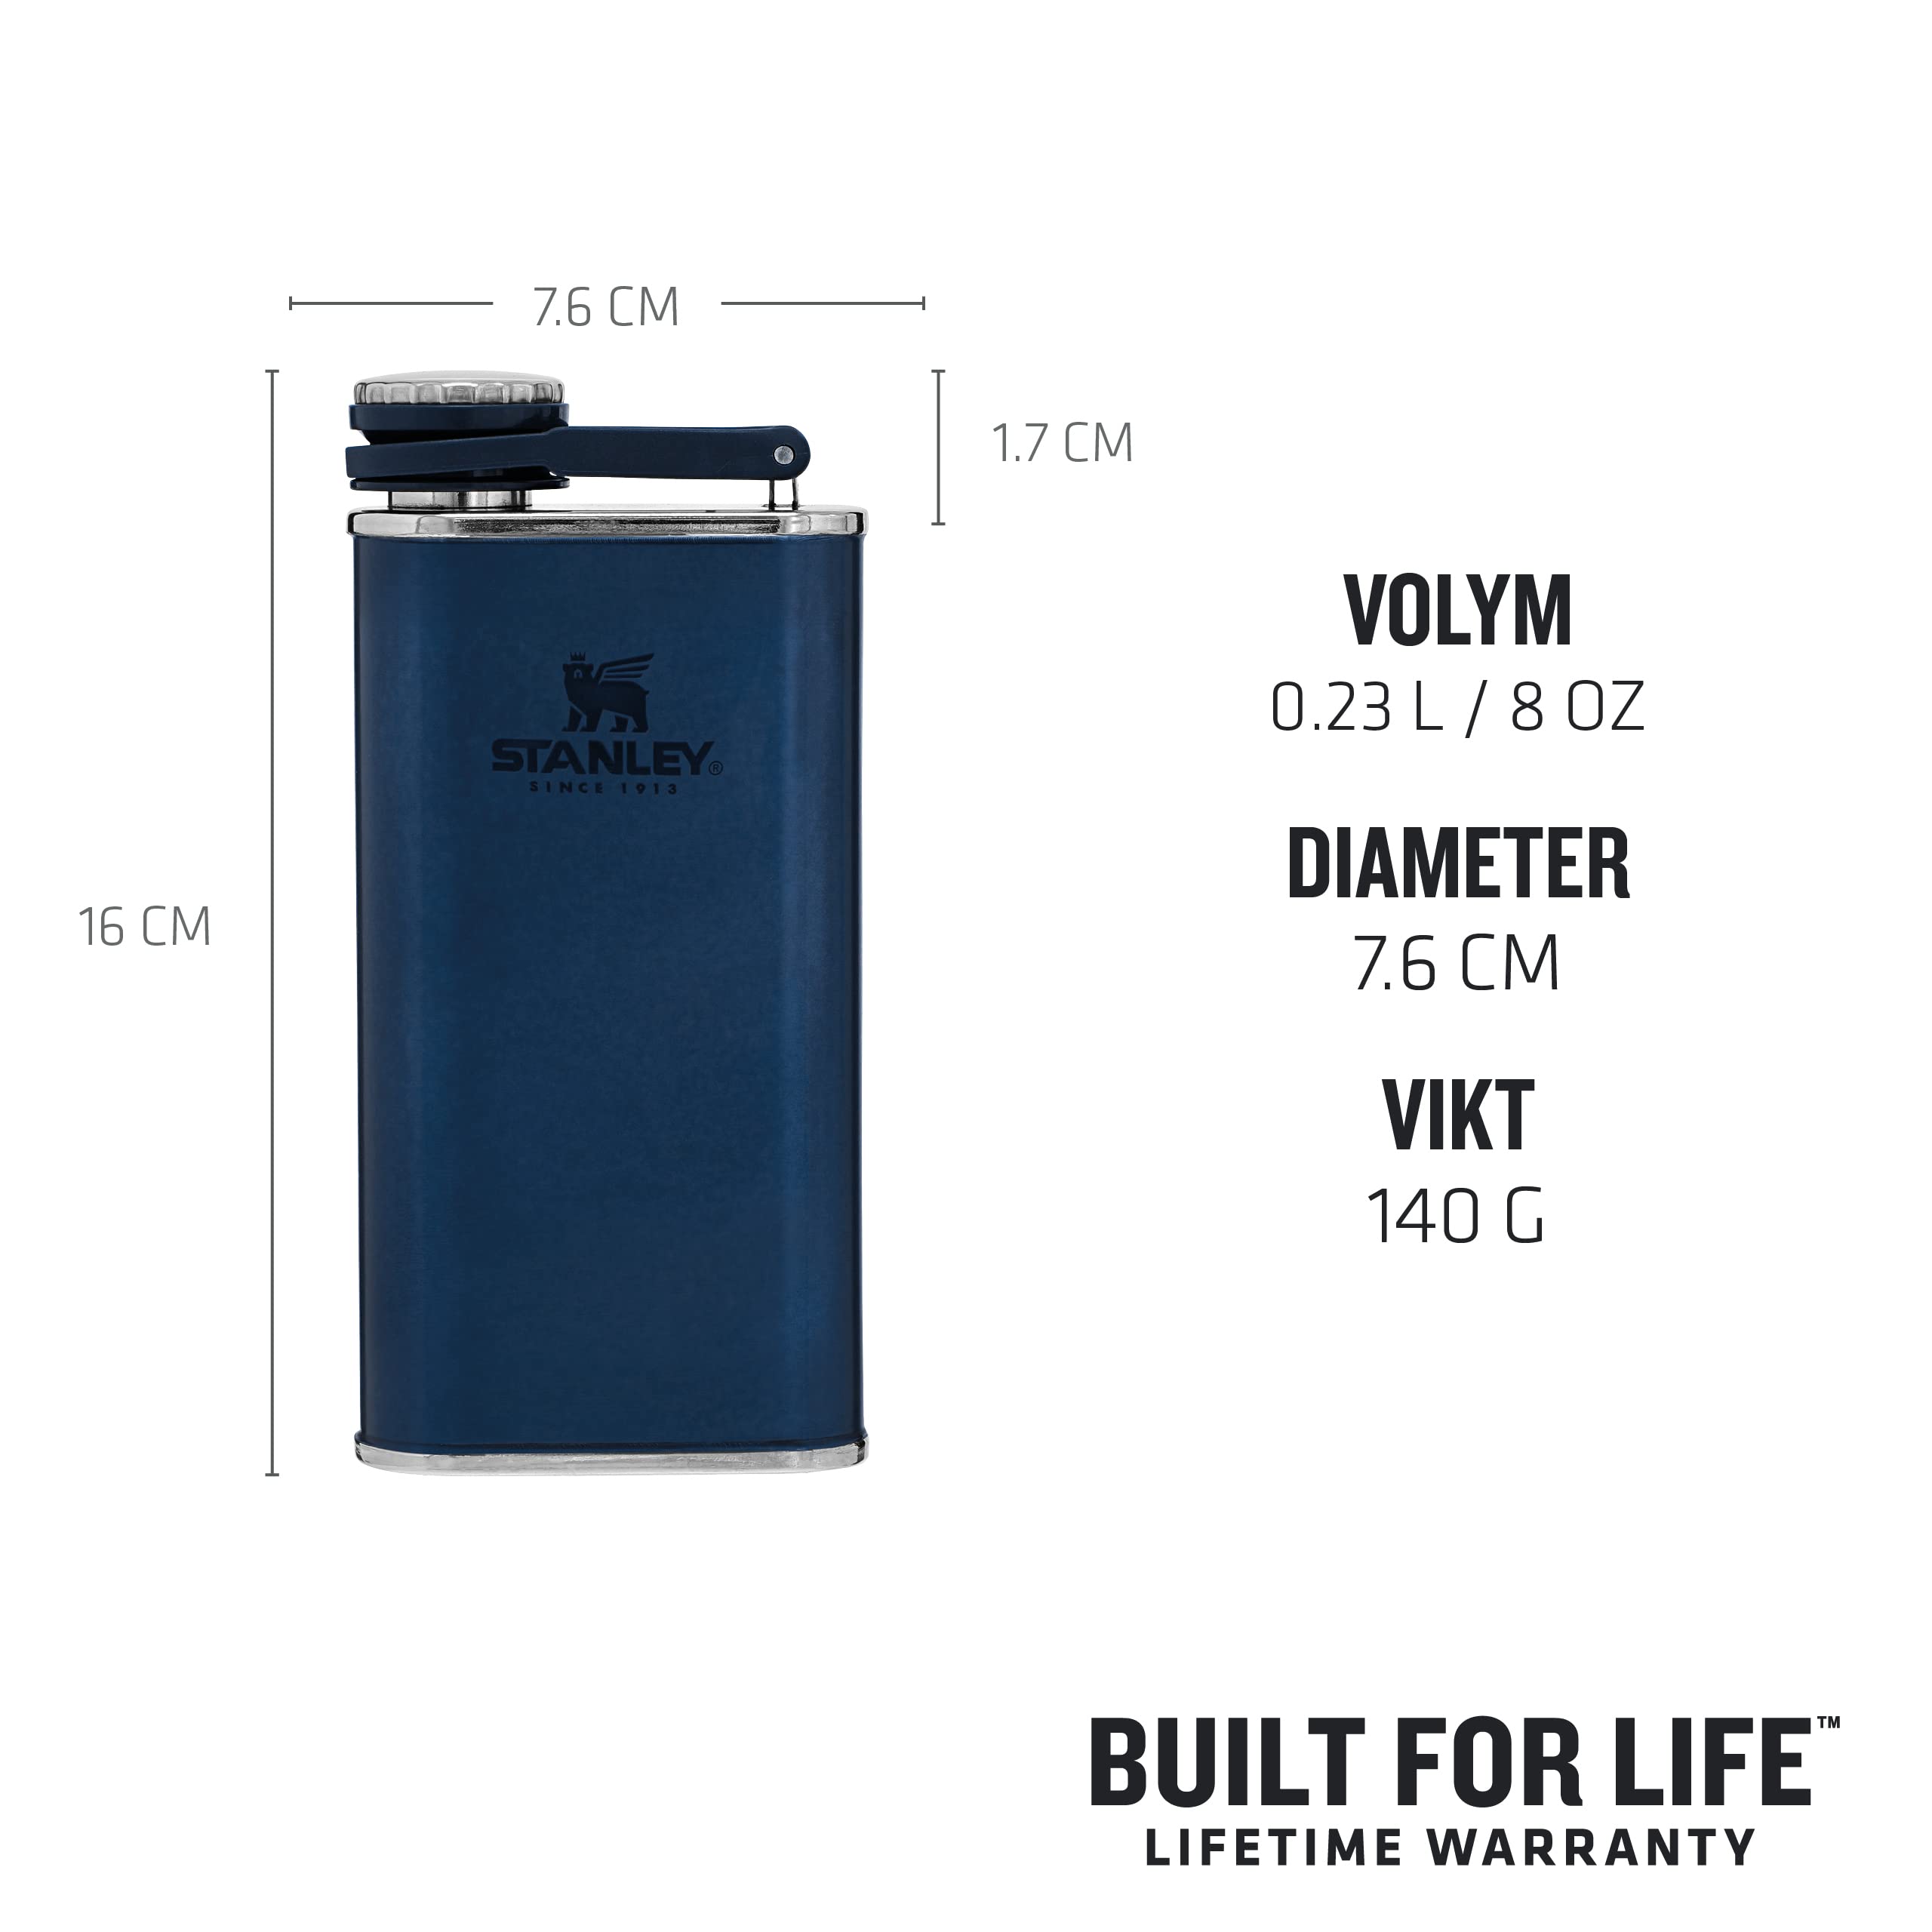 7.6 CM
1.7 CM
16 CM
STANLEY®
SINCE 1913
VOLYM
0.23 L / 8 OZ
DIAMETER
7.6 CM
VIKT
140 G
BUILT FOR LIFE™
LIFETIME WARRANTY